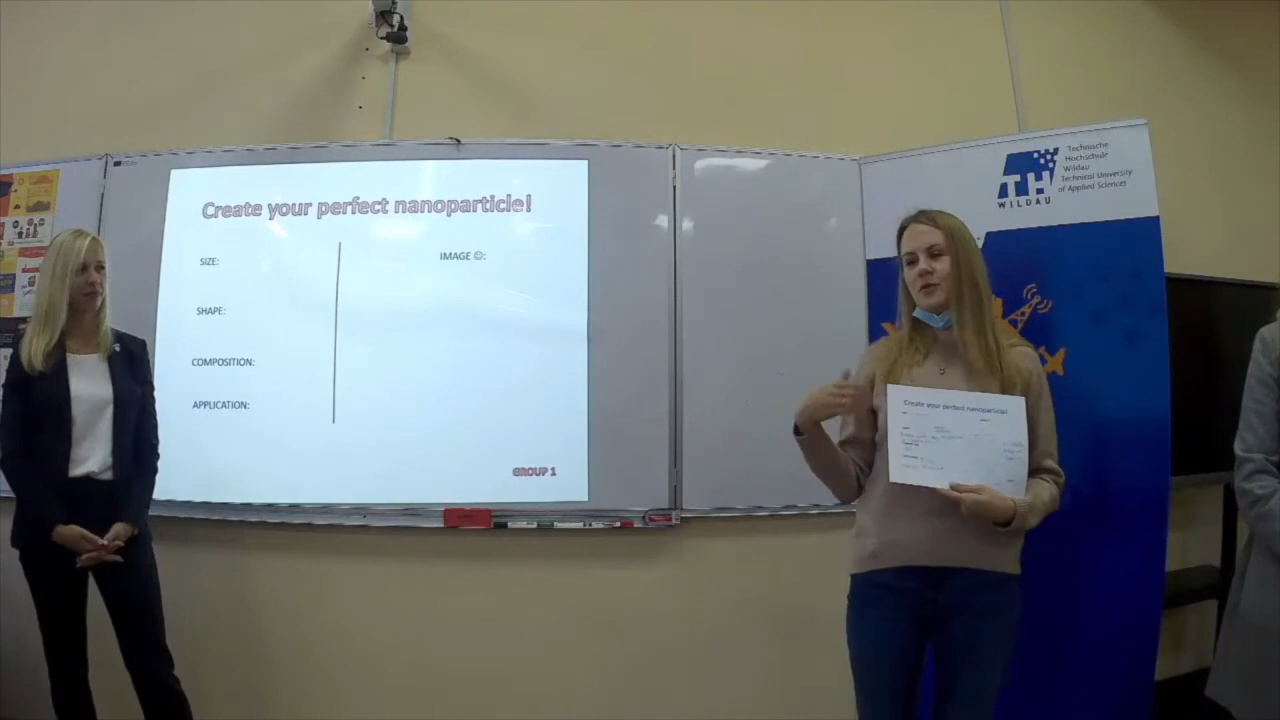 Create your perfect nanoparticle!
SIZE:
IMAGE ☺:
SHAPE:
COMPOSITION:
APPLICATION:
GROUP 1
TH
WILDAU
Technische
Hochschule
Wildau
Technical University
of Applied Sciences
Create your perfect nanoparticle!